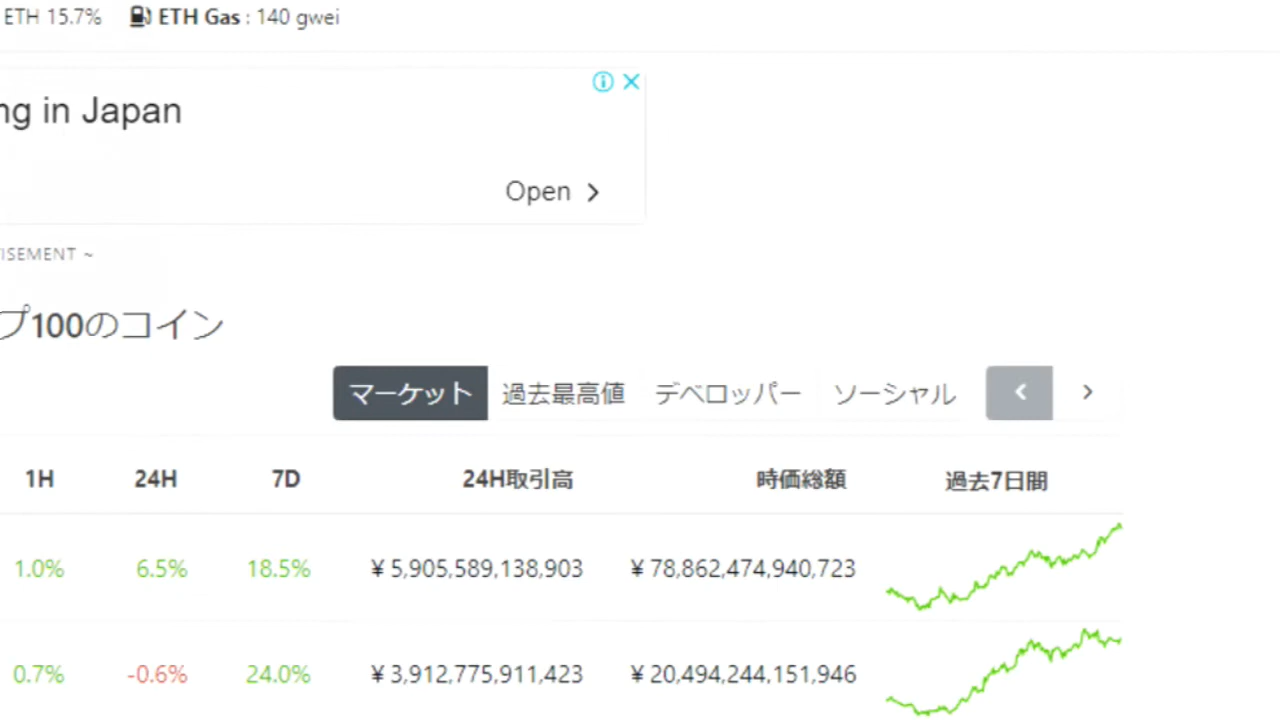 ETH 15.7% ETH Gas : 140 gwei
ng in Japan
Open
ISEMENT ~
プ100のコイン
マーケット 過去最高値 デベロッパー ソーシャル
1H 24H 7D 24H取引高 時価総額 過去7日間
1.0% 6.5% 18.5% ¥ 5,905,589,138,903 ¥ 78,862,474,940,723
0.7% -0.6% 24.0% ¥ 3,912,775,911,423 ¥ 20,494,244,151,946